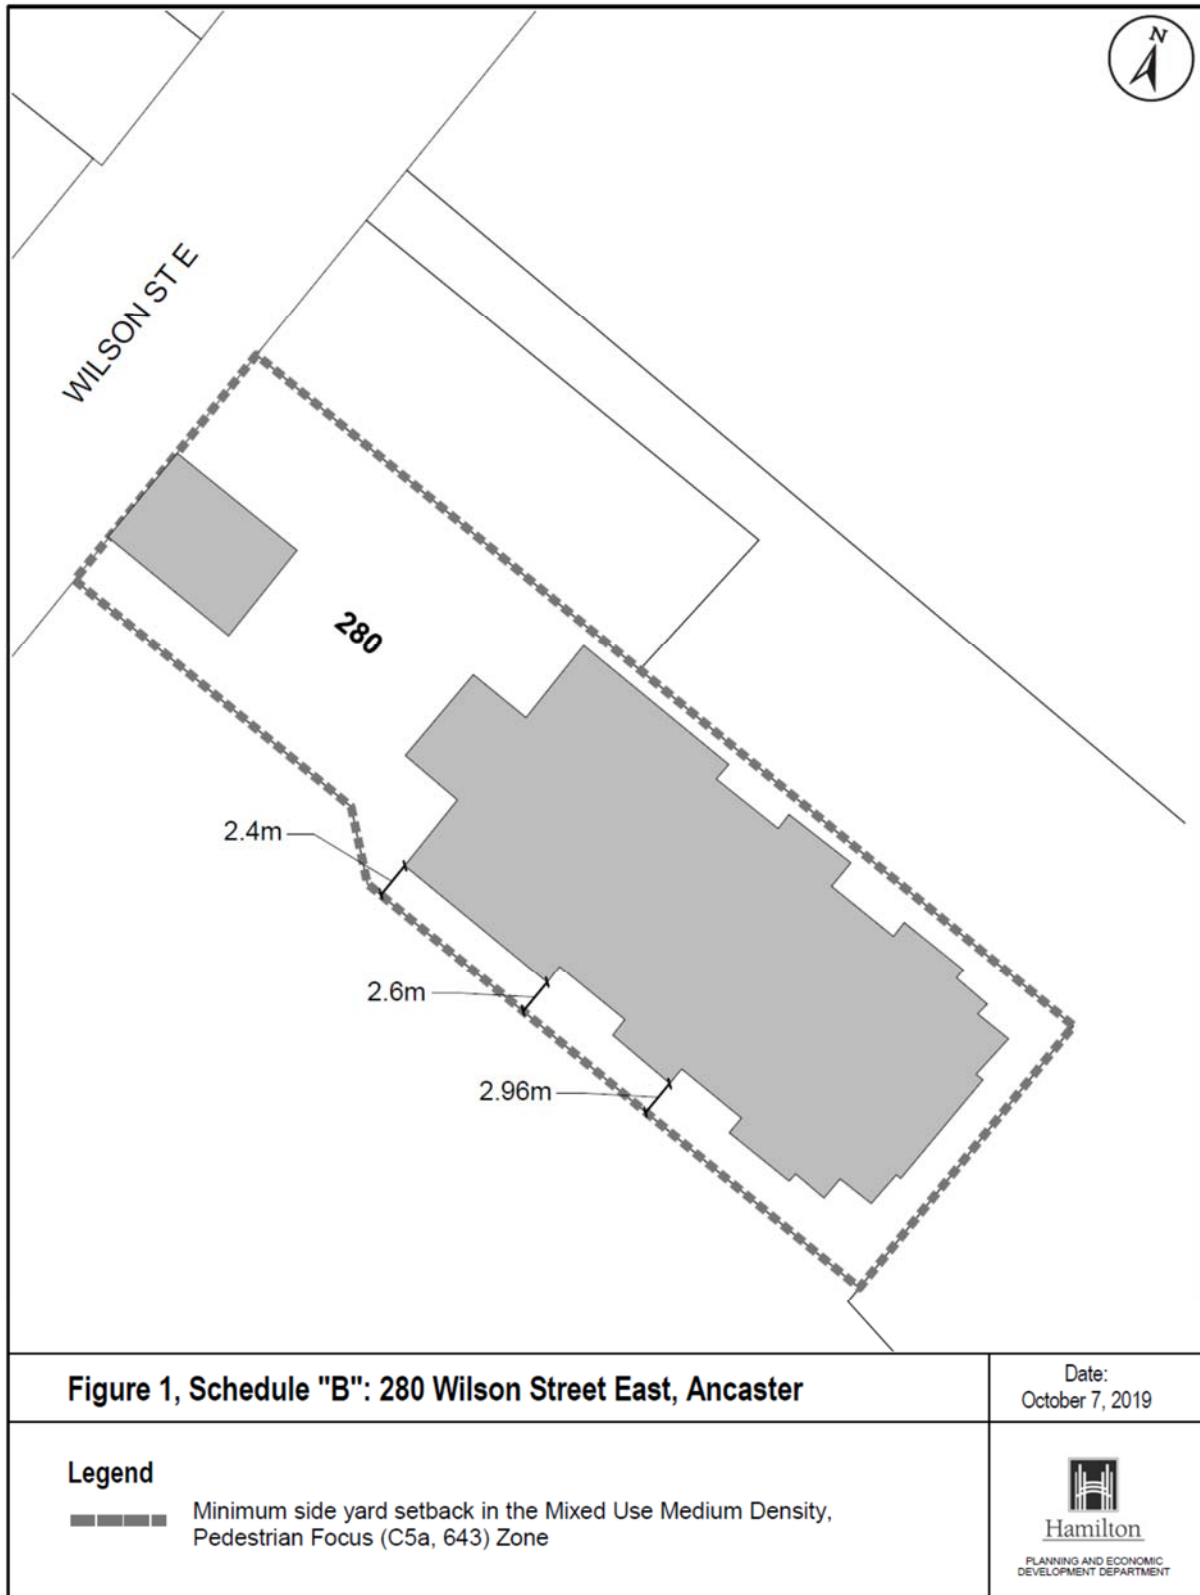 N
WILSON ST E
280
2.4m
2.6m
2.96m
Figure 1, Schedule "B": 280 Wilson Street East, Ancaster
Date:
October 7, 2019
Legend
Minimum side yard setback in the Mixed Use Medium Density,
Pedestrian Focus (C5a, 643) Zone
Hamilton
PLANNING AND ECONOMIC
DEVELOPMENT DEPARTMENT